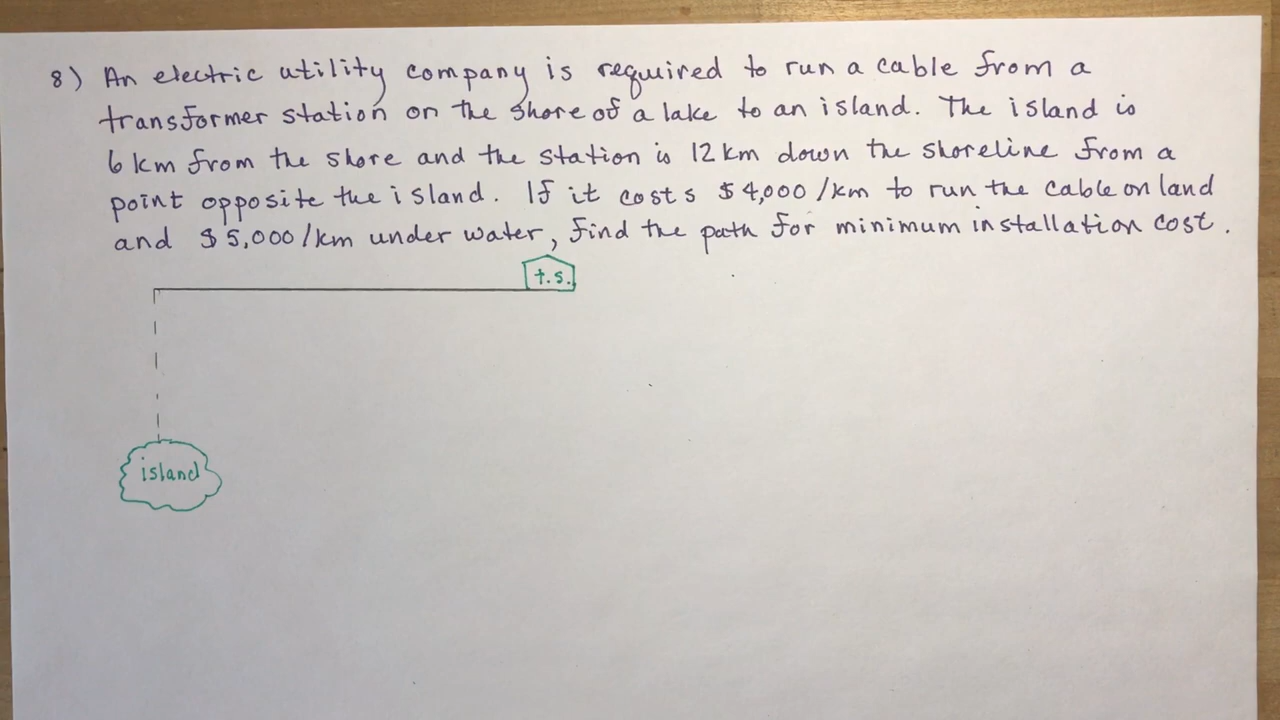 8) An electric utility company is required to run a cable from a
transformer station on the shore of a lake to an island. The island is
6 km from the shore and the station is 12 km down the shoreline from a
point opposite the island. If it costs $4,000/km to run the cable on land
and $5,000/km under water, find the path for minimum installation cost.
t.s.
island